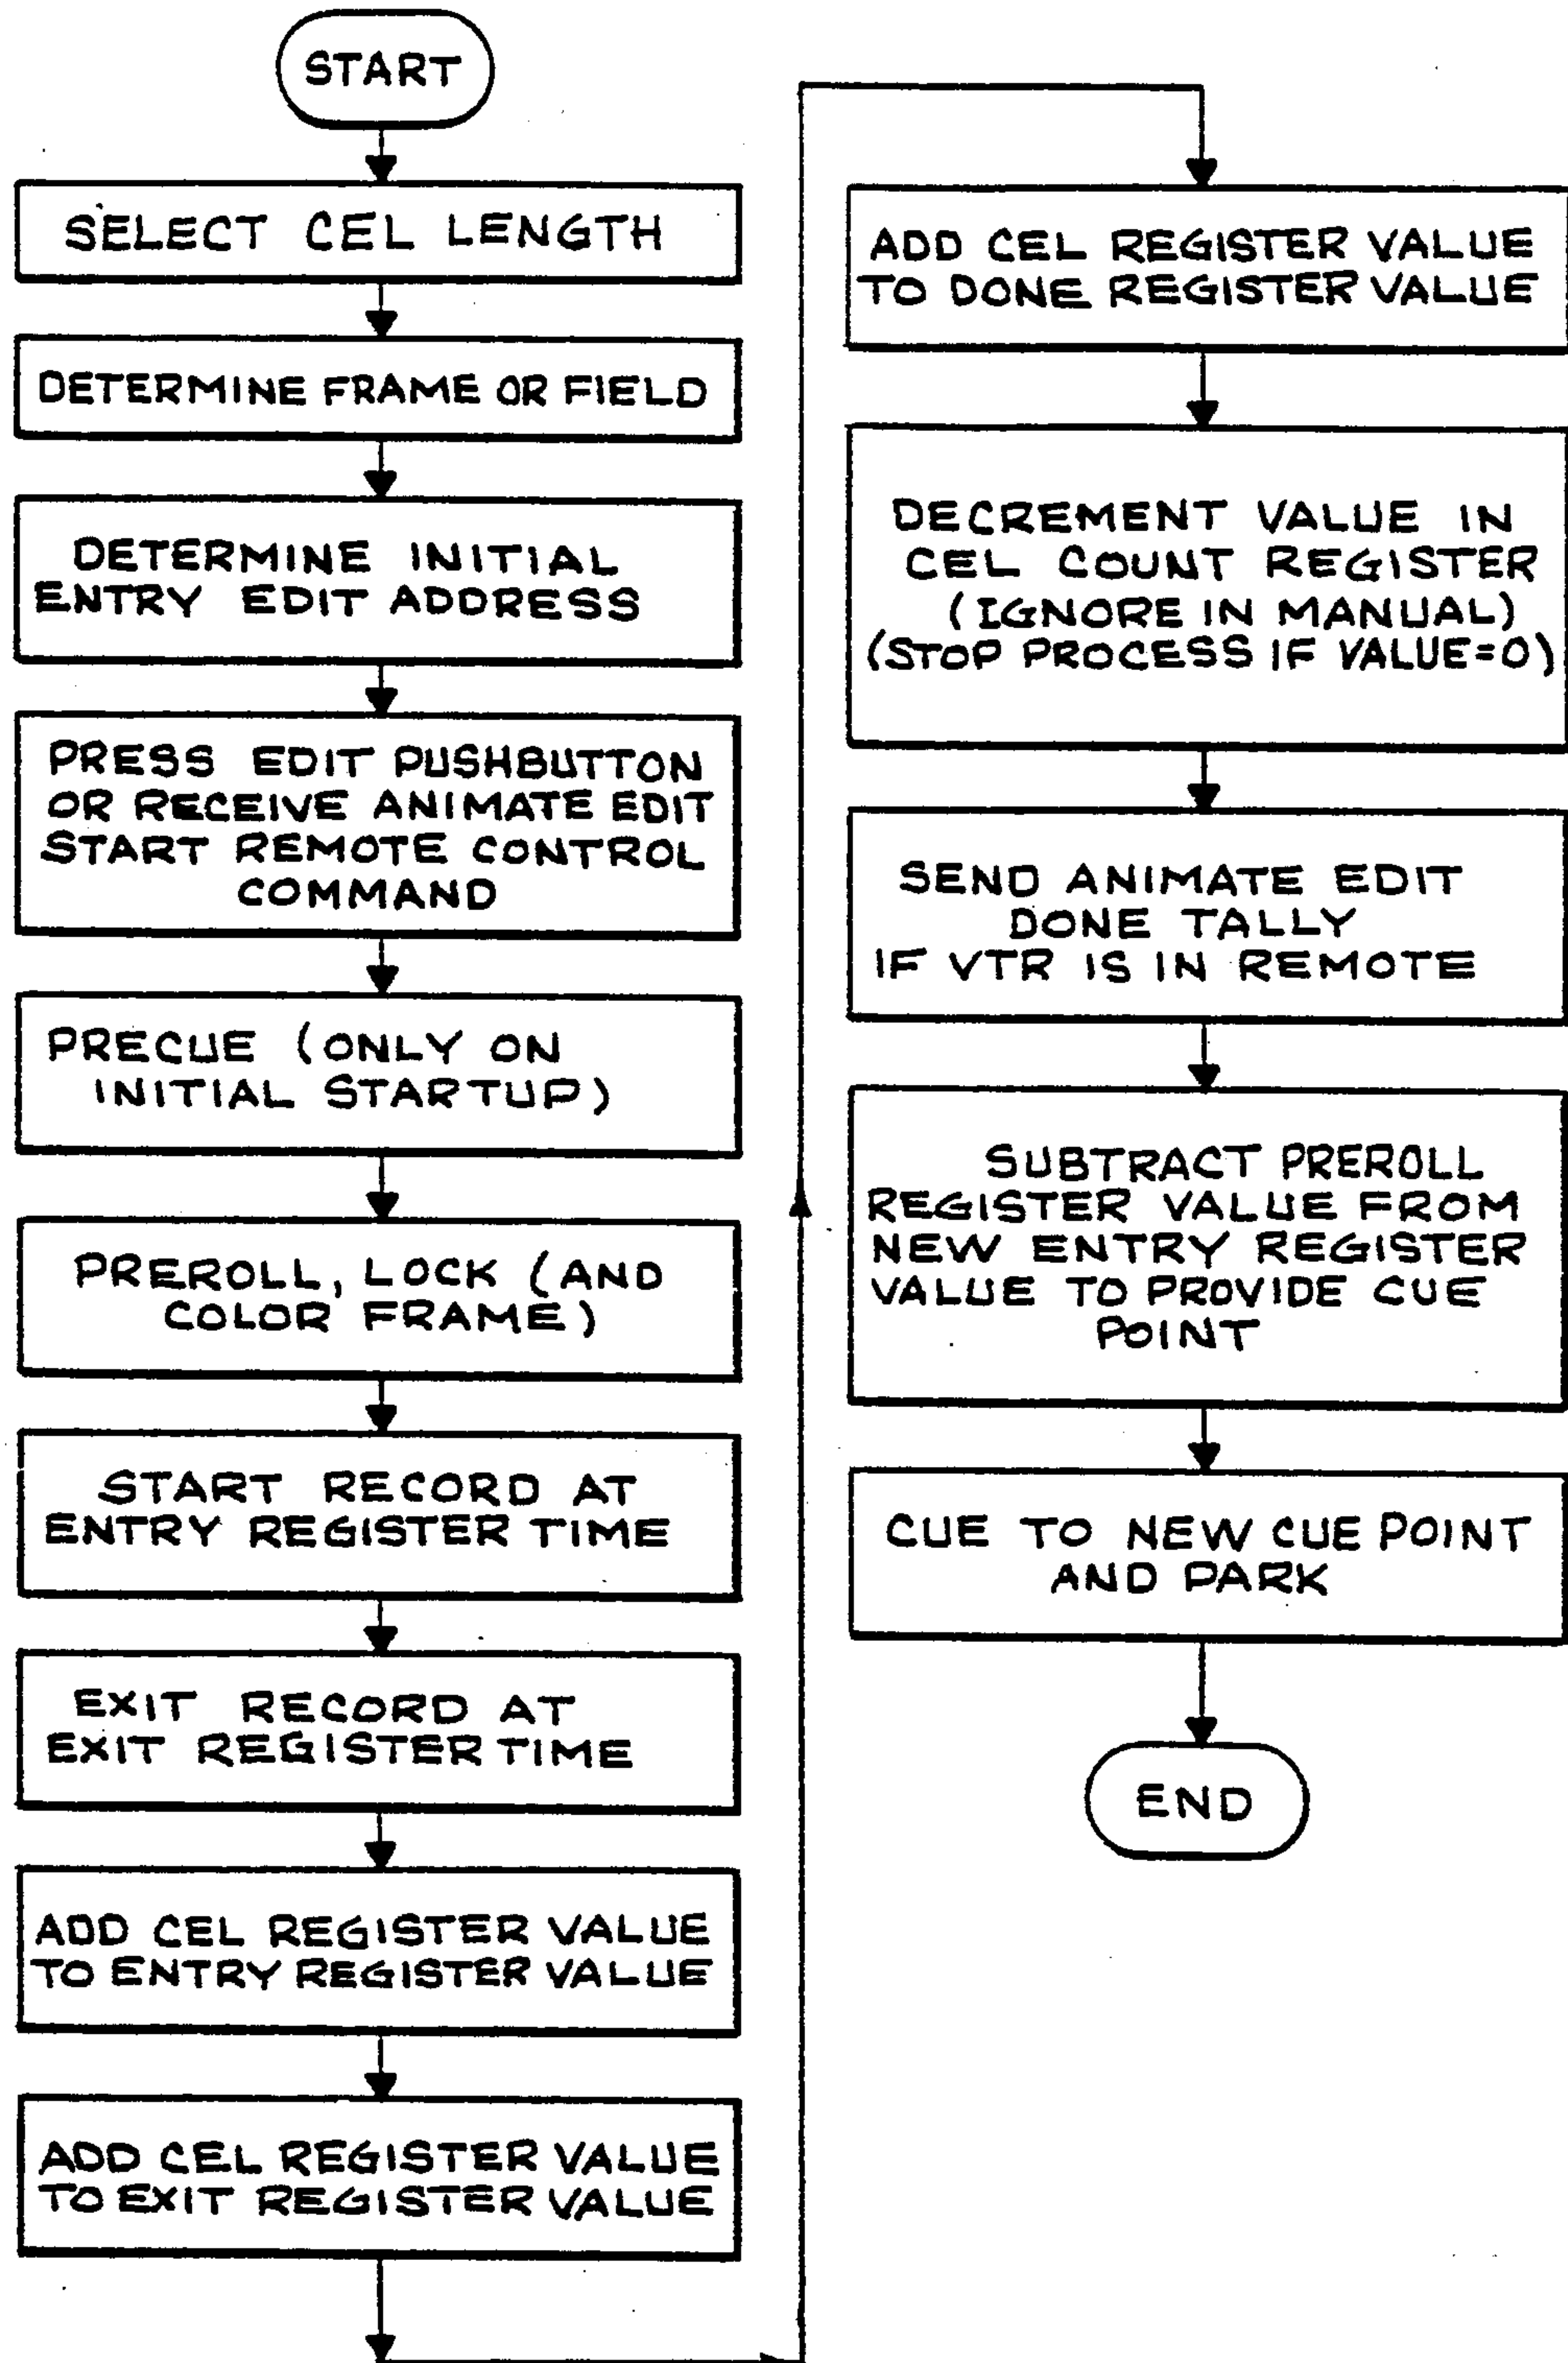 START
SELECT CEL LENGTH
DETERMINE FRAME OR FIELD
DETERMINE INITIAL
ENTRY EDIT ADDRESS
PRESS EDIT PUSHBUTTON
OR RECEIVE ANIMATE EDIT
START REMOTE CONTROL
COMMAND
PRECUE (ONLY ON
INITIAL STARTUP)
PREROLL, LOCK (AND
COLOR FRAME)
START RECORD AT
ENTRY REGISTER TIME
EXIT RECORD AT
EXIT REGISTER TIME
ADD CEL REGISTER VALUE
TO ENTRY REGISTER VALUE
ADD CEL REGISTER VALUE
TO EXIT REGISTER VALUE
ADD CEL REGISTER VALUE
TO DONE REGISTER VALUE
DECREMENT VALUE IN
CEL COUNT REGISTER
(IGNORE IN MANUAL)
(STOP PROCESS IF VALUE=0)
SEND ANIMATE EDIT
DONE TALLY
IF VTR IS IN REMOTE
SUBTRACT PREROLL
REGISTER VALUE FROM
NEW ENTRY REGISTER
VALUE TO PROVIDE CUE
POINT
CUE TO NEW CUE POINT
AND PARK
END